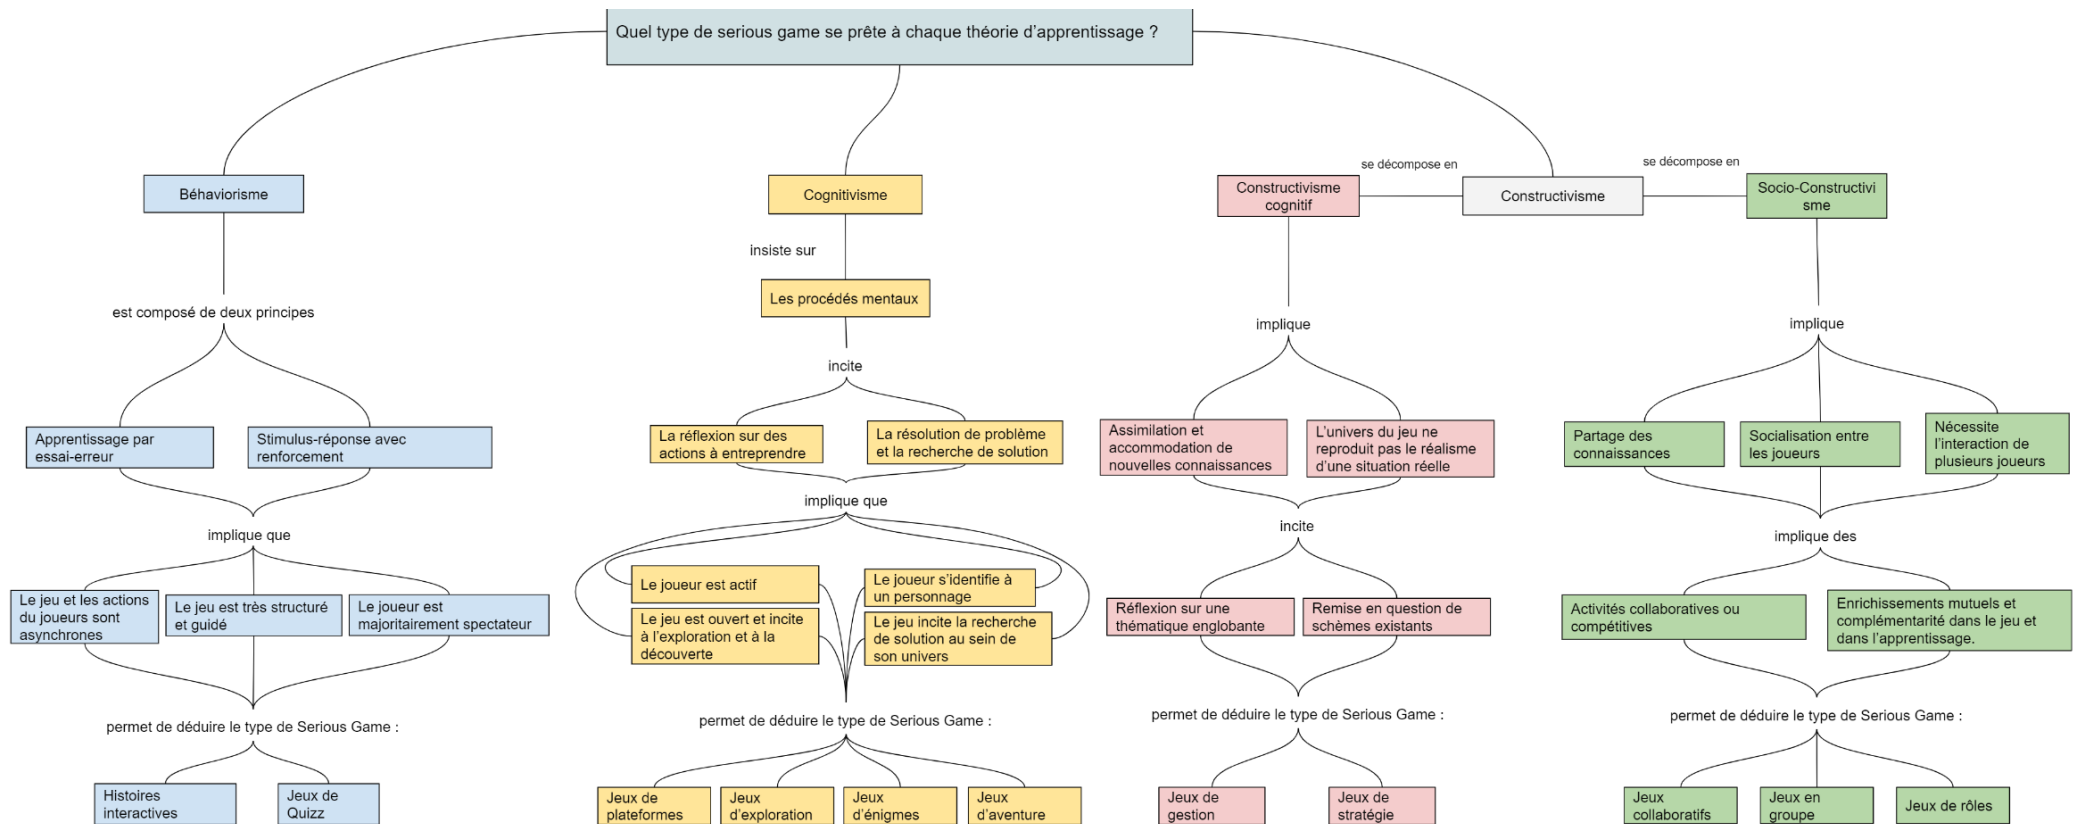 Quel type de serious game se prête à chaque théorie d'apprentissage ?
Béhaviorisme
est composé de deux principes
Apprentissage par
essai-erreur
Stimulus-réponse avec
renforcement
implique que
Le jeu et les actions
du joueurs sont
asynchrones
Le jeu est très structuré
et guidé
Le joueur est
majoritairement spectateur
permet de déduire le type de Serious Game :
Histoires
interactives
Jeux de
Quizz
Cognitivisme
insiste sur
Les procédés mentaux
incite
La réflexion sur des
actions à entreprendre
La résolution de problème
et la recherche de solution
implique que
Le joueur est actif
Le joueur s'identifie à
un personnage
Le jeu est ouvert et incite
à l'exploration et à la
découverte
Le jeu incite la recherche
de solution au sein de
son univers
permet de déduire le type de Serious Game :
Jeux de
plateformes
Jeux
d'exploration
Jeux
d'énigmes
Jeux
d'aventure
se décompose en
Constructivisme
se décompose en
Constructivisme
cognitif
implique
Assimilation et
accommodation de
nouvelles connaissances
L'univers du jeu ne
reproduit pas le réalisme
d'une situation réelle
incite
Réflexion sur une
thématique englobante
Remise en question de
schèmes existants
permet de déduire le type de Serious Game :
Jeux de
gestion
Jeux de
stratégie
Socio-Constructivi
sme
implique
Partage des
connaissances
Socialisation entre
les joueurs
Nécessite
l'interaction de
plusieurs joueurs
implique des
Activités collaboratives ou
compétitives
Enrichissements mutuels et
complémentarité dans le jeu et
dans l'apprentissage.
permet de déduire le type de Serious Game :
Jeux
collaboratifs
Jeux en
groupe
Jeux de rôles